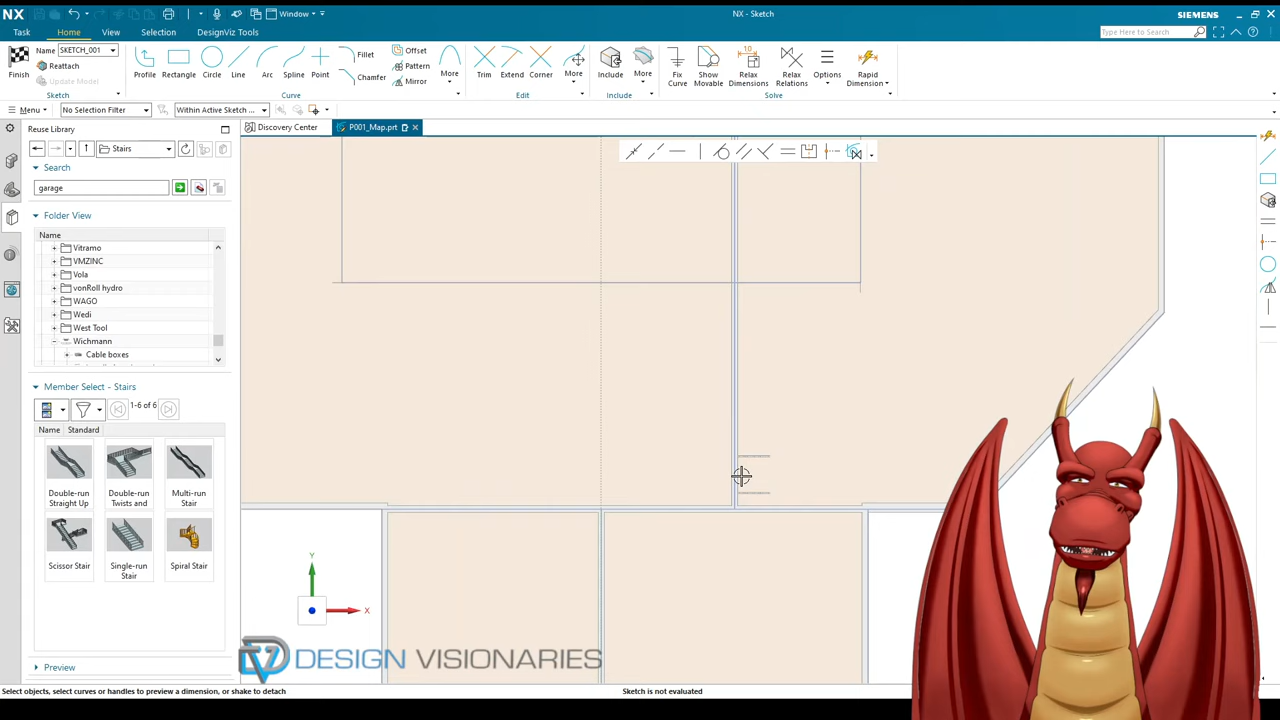 NX
Window
NX - Sketch
SIEMENS
Task
Home
Tools
View
Selection
DesignViz Tools
Type Here to Search
Finish
Name SKETCH_001
Reattach
Update Model
Sketch
Profile
Rectangle
Circle
Line
Arc
Spline
Point
Fillet
Chamfer
Offset
Pattern
Mirror
More
Curve
Trim
Extend
Corner
More
Edit
Include
More
Include
Fix Curve
Show Movable
Relax Dimensions
Relax Relations
Options
Rapid Dimension
Solve
Menu
No Selection Filter
Within Active Sketch
Reuse Library
Discovery Center
P001_Map.prt
Stairs
Search
garage
Folder View
Name
Vitramo
VMZINC
Vola
vonRoll hydro
WAGO
Wedi
West Tool
Wichmann
Cable boxes
Member Select - Stairs
1-6 of 6
Name Standard
Double-run Straight Up
Double-run Twists and
Multi-run Stair
Scissor Stair
Single-run Stair
Spiral Stair
Preview
Y
X
DV DESIGN VISIONARIES
Select objects, select curves or handles to preview a dimension, or shake to detach
Sketch is not evaluated